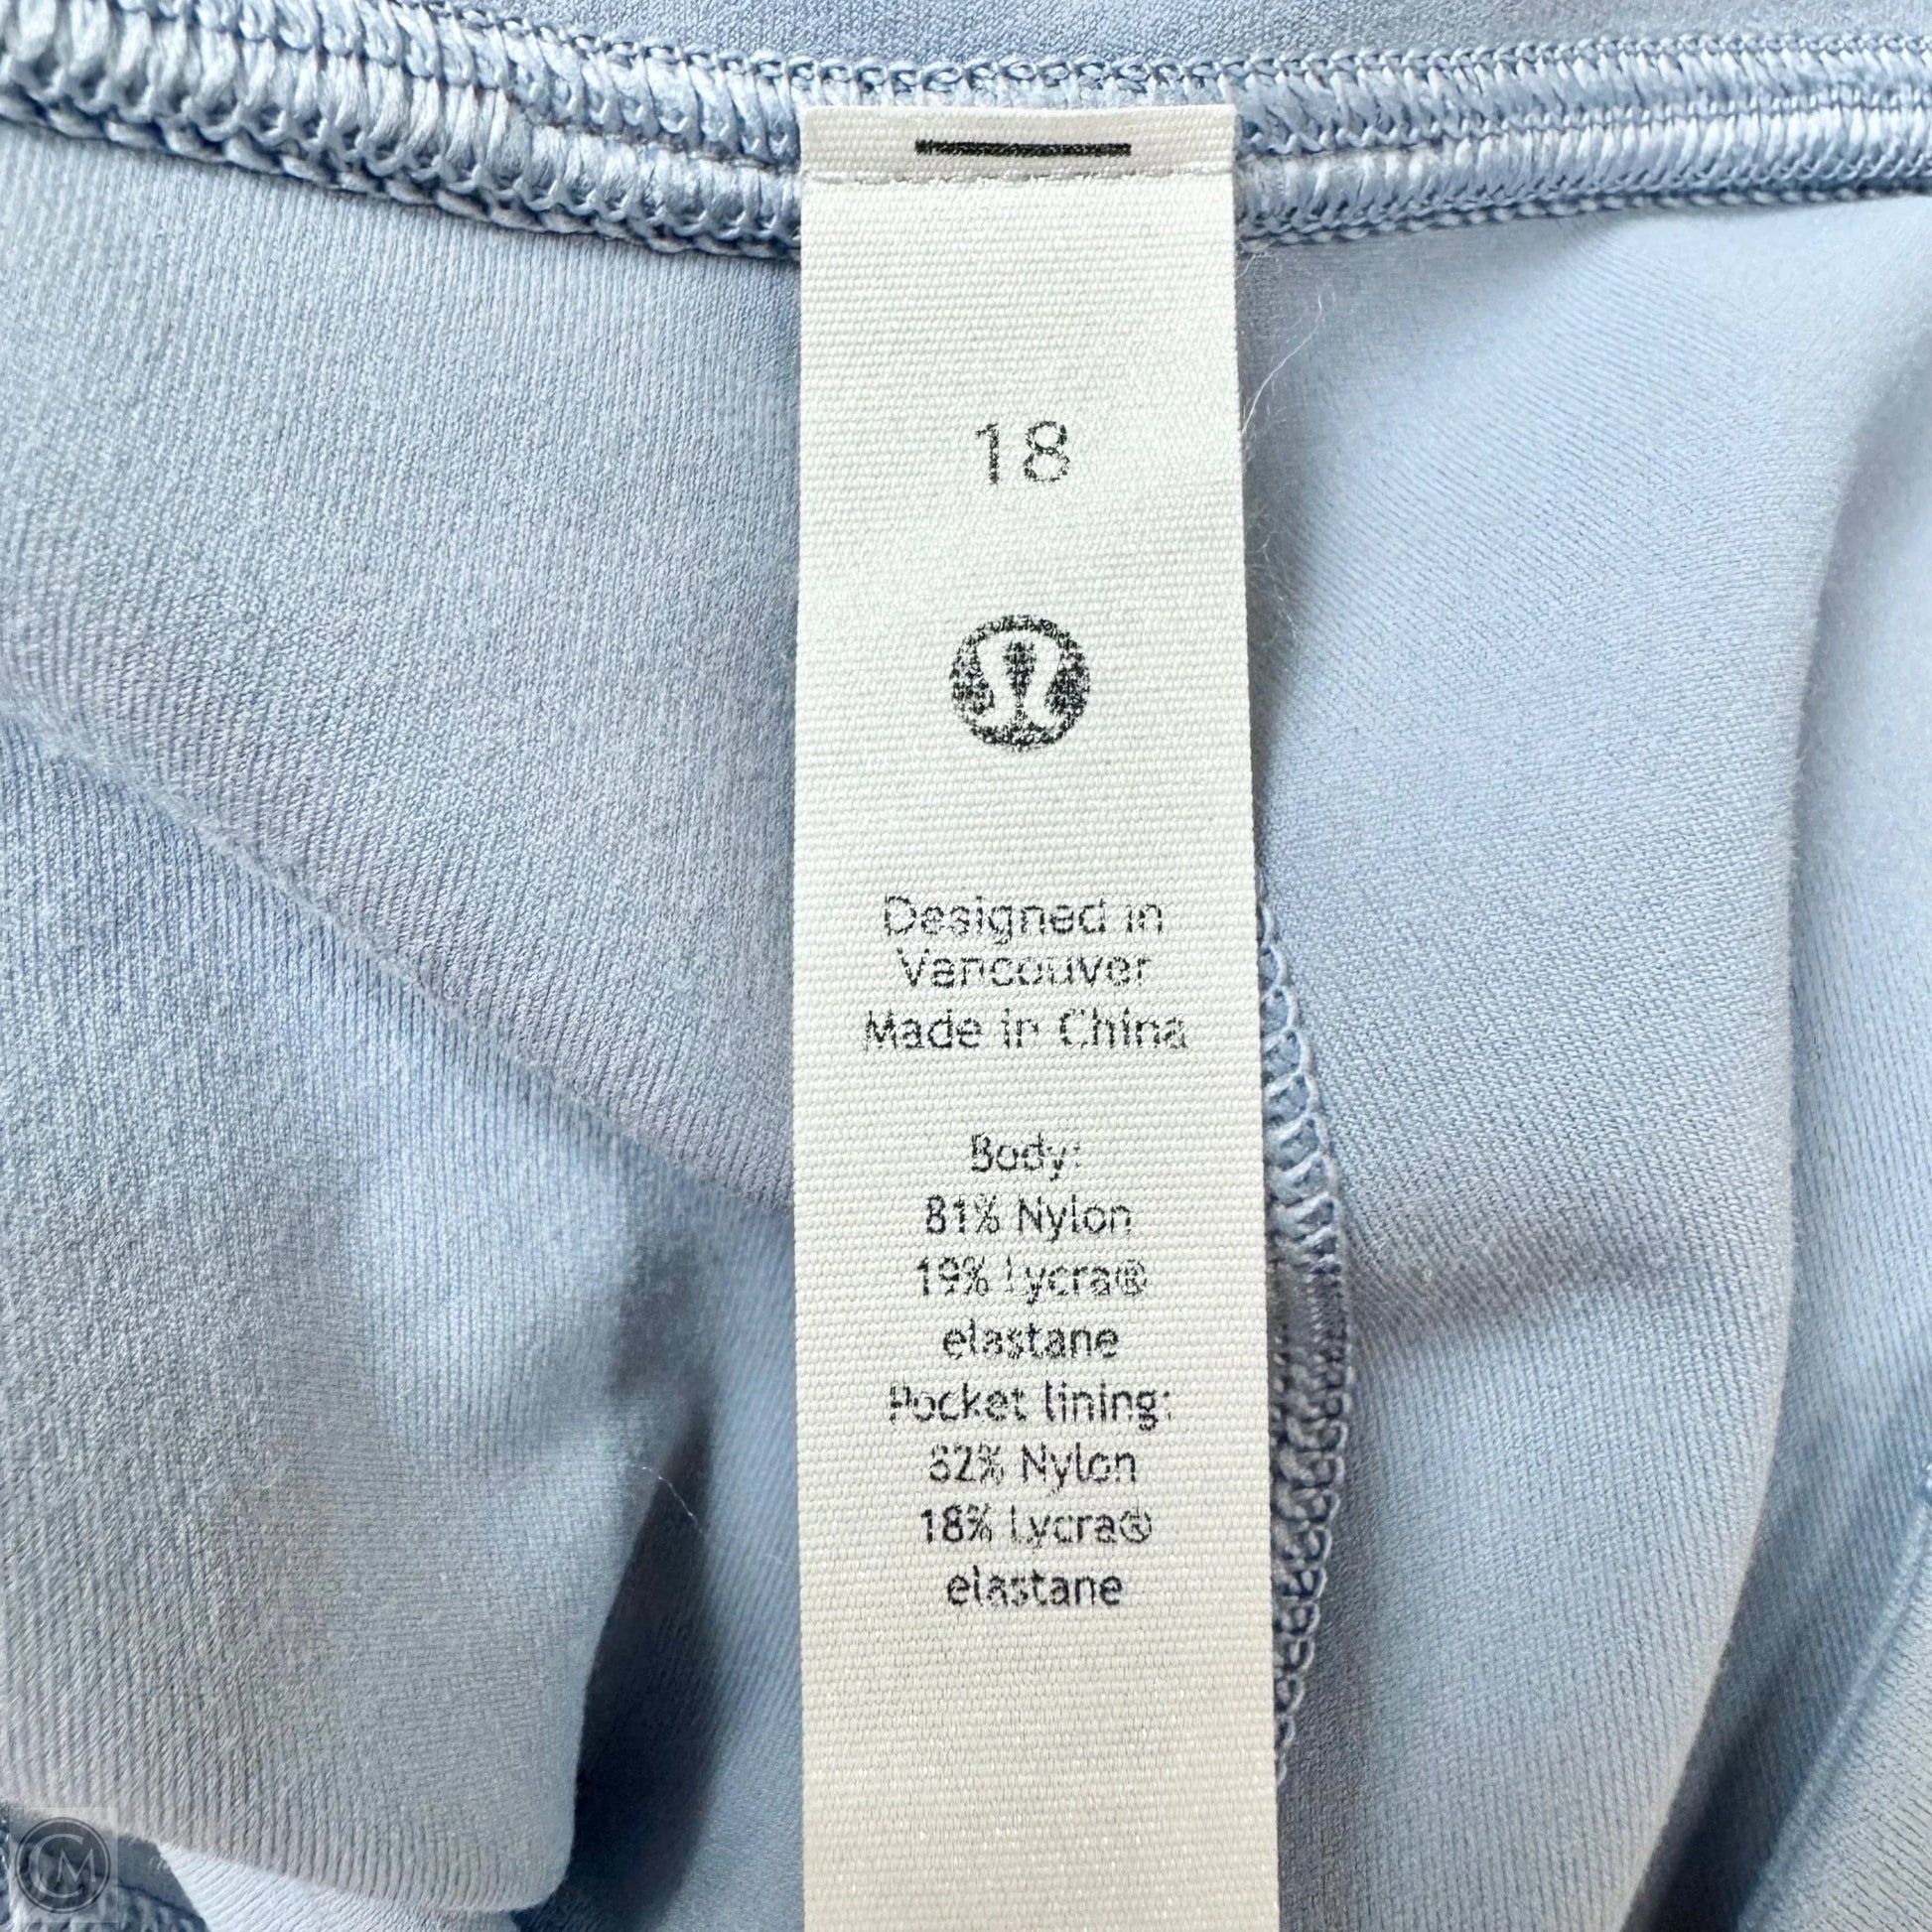 18
Designed in
Vancouver
Made in China
Body:
81% Nylon
19% Lycra®
elastane
Pocket lining:
82% Nylon
18% Lycra®
elastane
CM